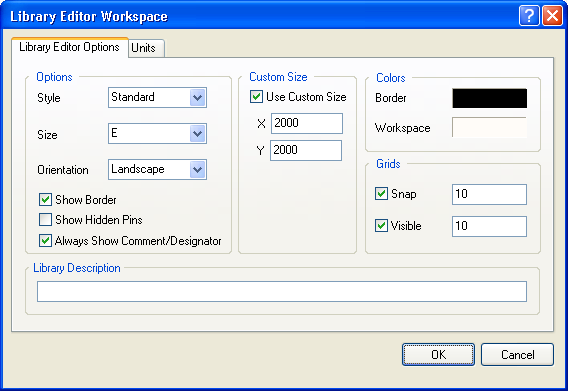 Library Editor Workspace
Library Editor Options
Units
Options
Style
Standard
Size
E
Orientation
Landscape
Show Border
Show Hidden Pins
Always Show Comment/Designator
Custom Size
Use Custom Size
X
2000
Y
2000
Colors
Border
Workspace
Grids
Snap
10
Visible
10
Library Description
OK
Cancel